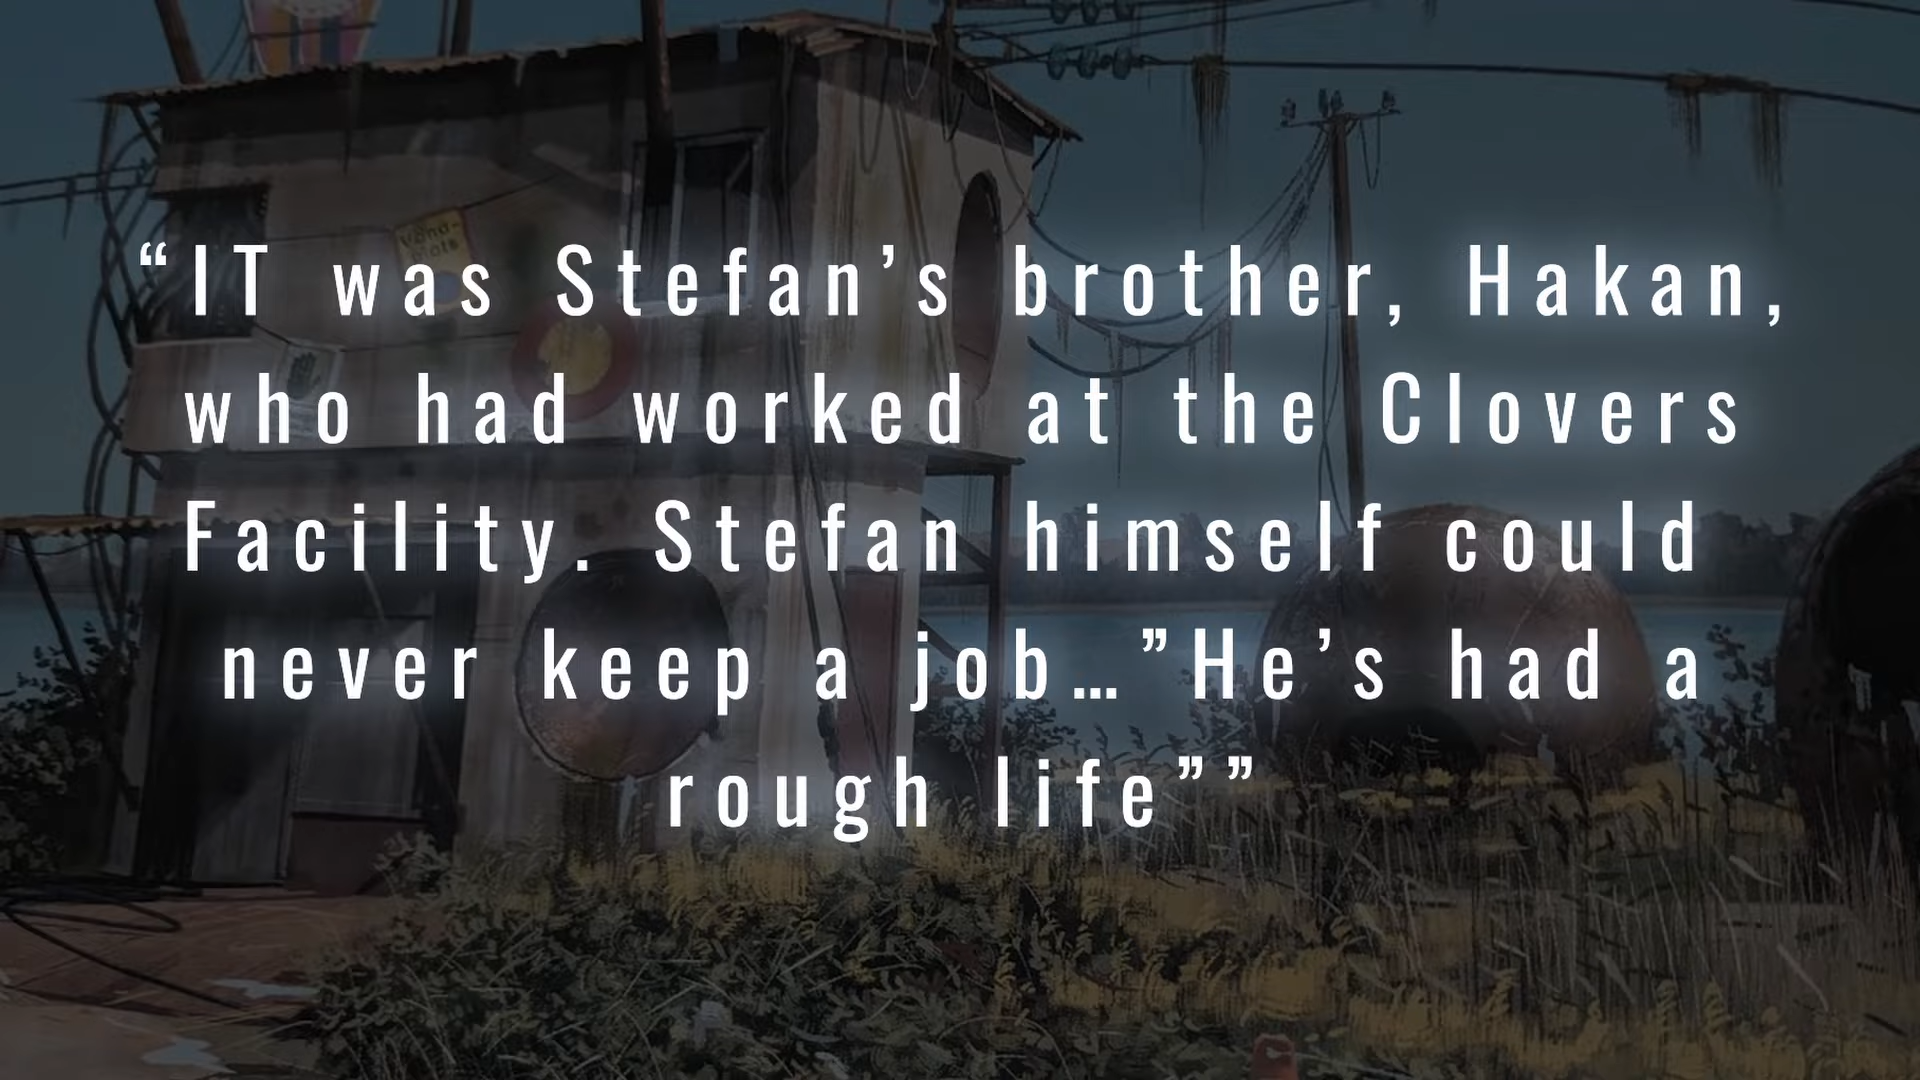 “IT was Stefan’s brother, Hakan,
who had worked at the Clovers
Facility. Stefan himself could
never keep a job… ”He’s had a
rough life””